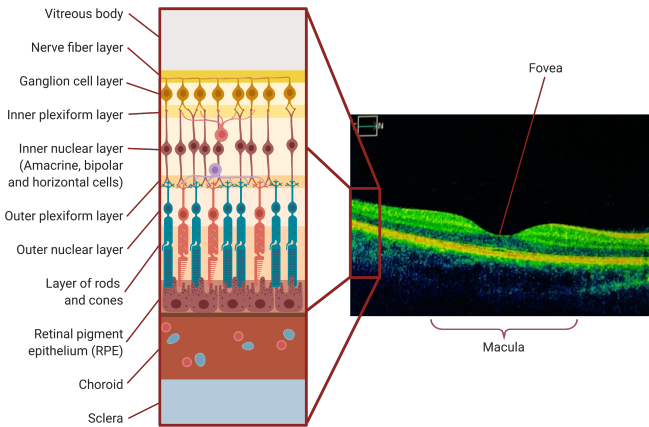 Vitreous body
Nerve fiber layer
Ganglion cell layer
Inner plexiform layer
Inner nuclear layer
(Amacrine, bipolar
and horizontal cells)
Outer plexiform layer
Outer nuclear layer
Layer of rods
and cones
Retinal pigment
epithelium (RPE)
Choroid
Sclera
Fovea
N
Macula